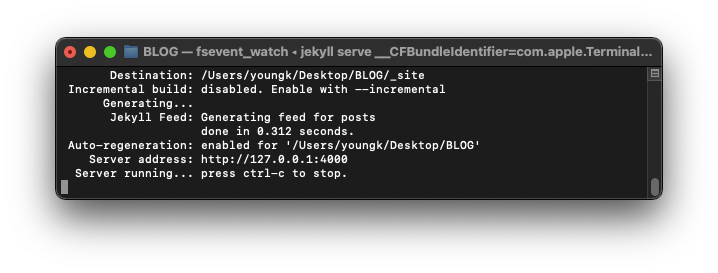 BLOG — fsevent_watch ◂ jekyll serve __CFBundleIdentifier=com.apple.Terminal...
Destination: /Users/youngk/Desktop/BLOG/_site
Incremental build: disabled. Enable with --incremental
Generating...
Jekyll Feed: Generating feed for posts
done in 0.312 seconds.
Auto-regeneration: enabled for '/Users/youngk/Desktop/BLOG'
Server address: http://127.0.0.1:4000
Server running... press ctrl-c to stop.